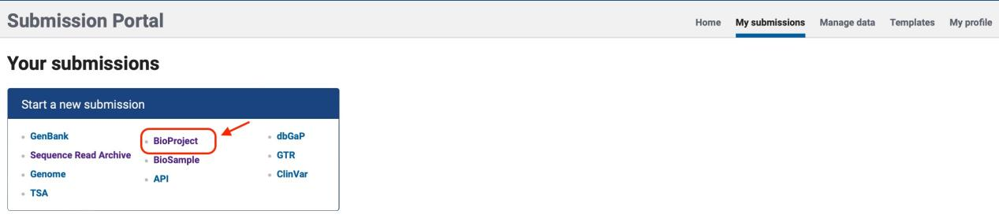 Submission Portal
Home My submissions Manage data Templates My profile
Your submissions
Start a new submission
GenBank
Sequence Read Archive
Genome
TSA
BioProject
BioSample
API
dbGaP
GTR
ClinVar